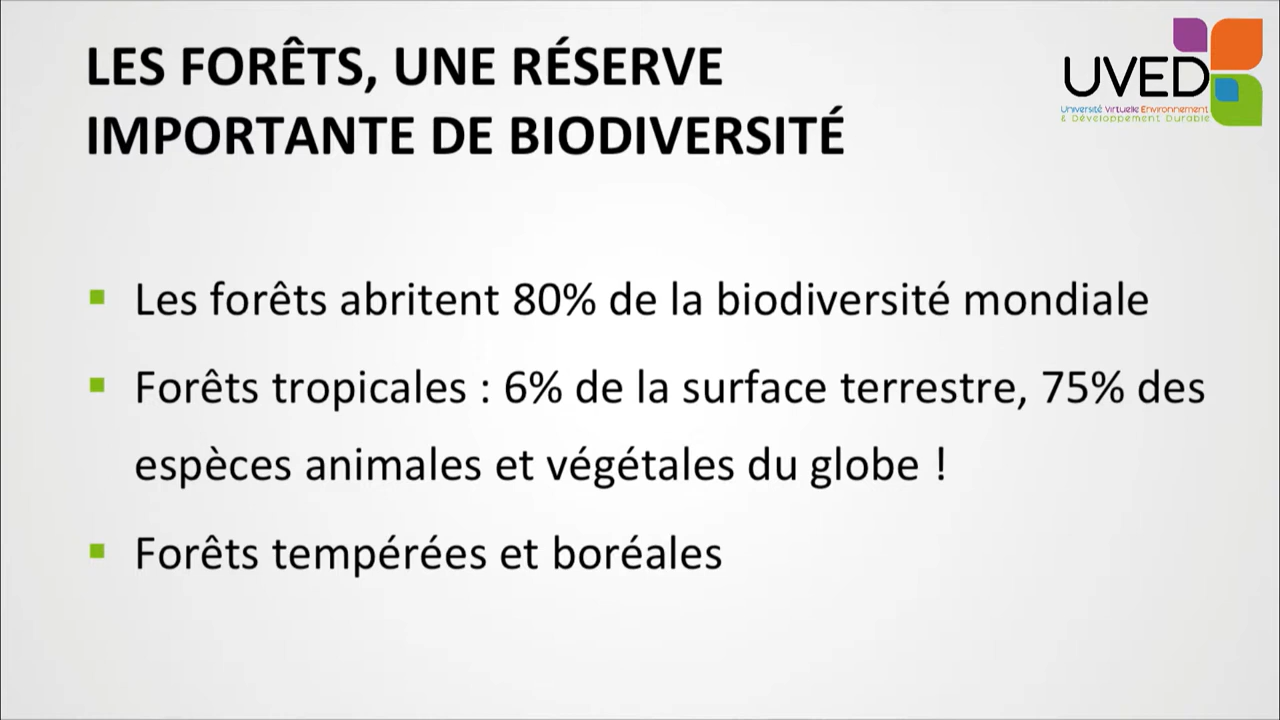 LES FORÊTS, UNE RÉSERVE
IMPORTANTE DE BIODIVERSITÉ
UVED
Université Virtuelle Environnement
& Développement Durable
Les forêts abritent 80% de la biodiversité mondiale
Forêts tropicales : 6% de la surface terrestre, 75% des
espèces animales et végétales du globe !
Forêts tempérées et boréales